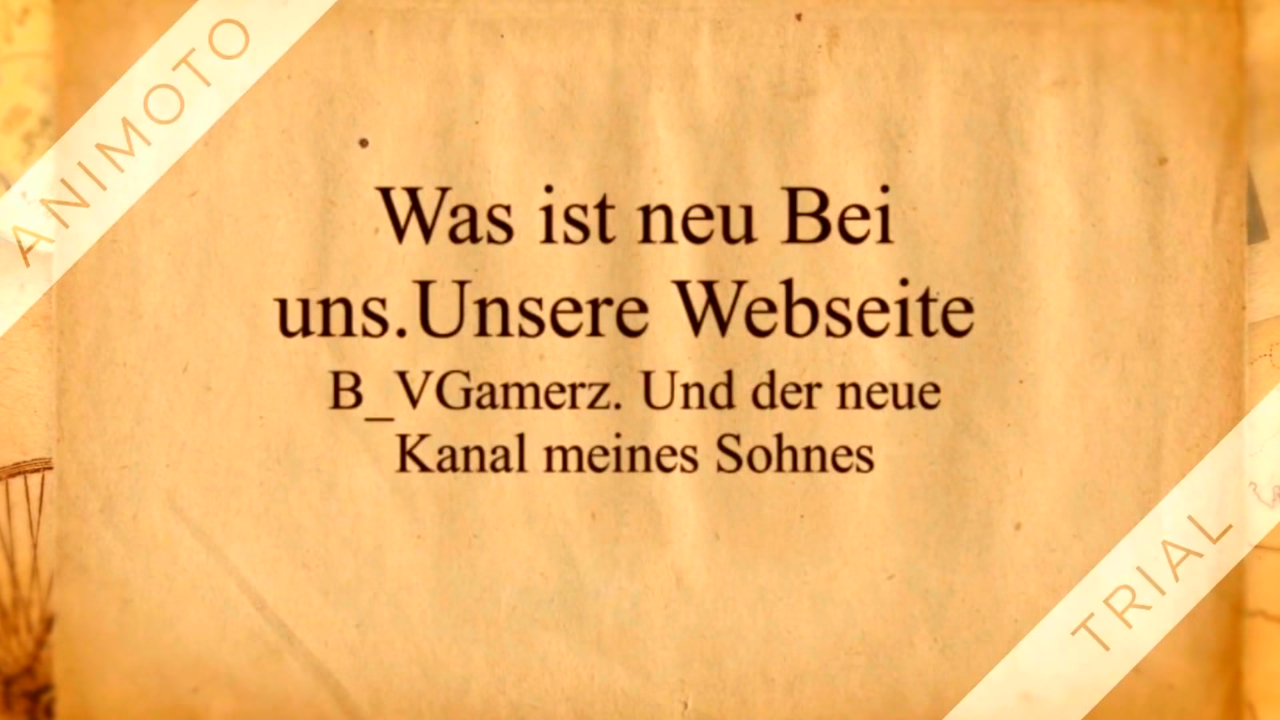 ANIMOTO
Was ist neu Bei
uns.Unsere Webseite
B_VGamerz. Und der neue
Kanal meines Sohnes
TRIAL